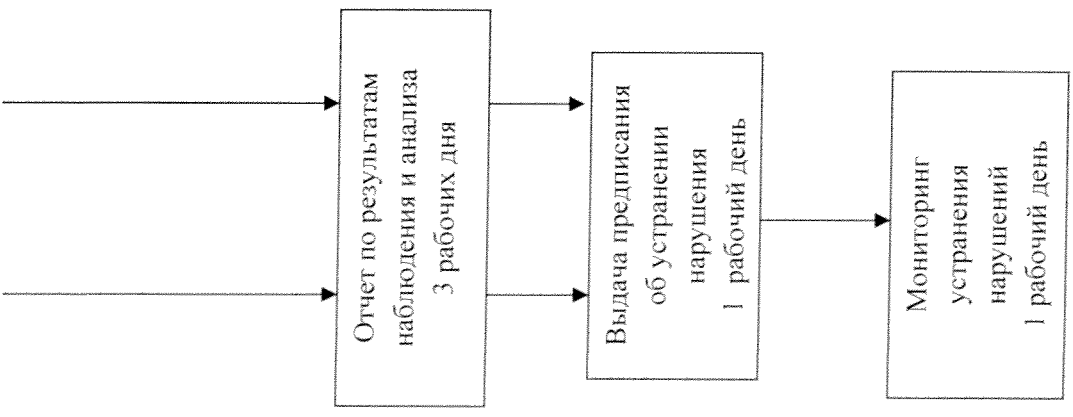 Отчет по результатам
наблюдения и анализа
3 рабочих дня
Выдача предписания
об устранении
нарушения
1 рабочий день
Мониторинг
устранения
нарушений
1 рабочий день